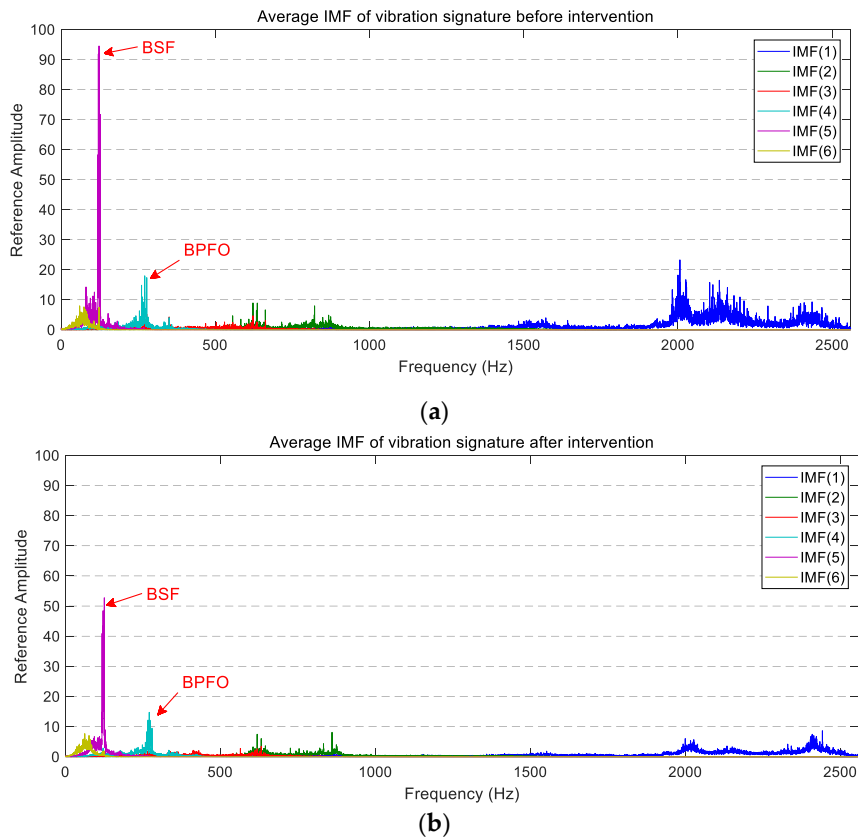 Average IMF of vibration signature before intervention
100
90
80
70
60
50
40
30
20
10
0
Reference Amplitude
BSF
BPFO
IMF(1)
IMF(2)
IMF(3)
IMF(4)
IMF(5)
IMF(6)
0 500 1000 1500 2000 2500
Frequency (Hz)
(a)
Average IMF of vibration signature after intervention
100
90
80
70
60
50
40
30
20
10
0
Reference Amplitude
BSF
BPFO
IMF(1)
IMF(2)
IMF(3)
IMF(4)
IMF(5)
IMF(6)
0 500 1000 1500 2000 2500
Frequency (Hz)
(b)